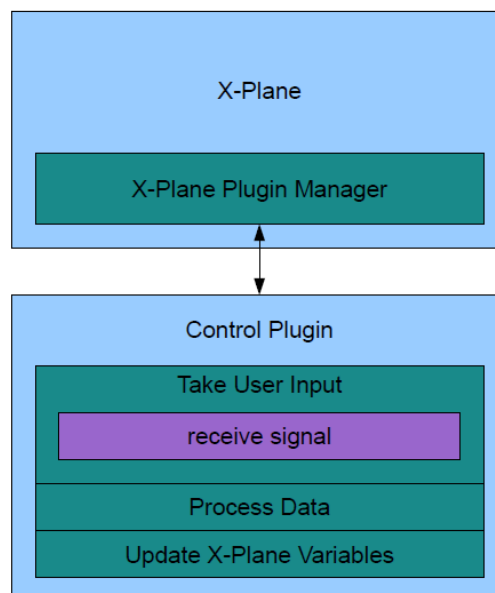 X-Plane
X-Plane Plugin Manager
Control Plugin
Take User Input
receive signal
Process Data
Update X-Plane Variables